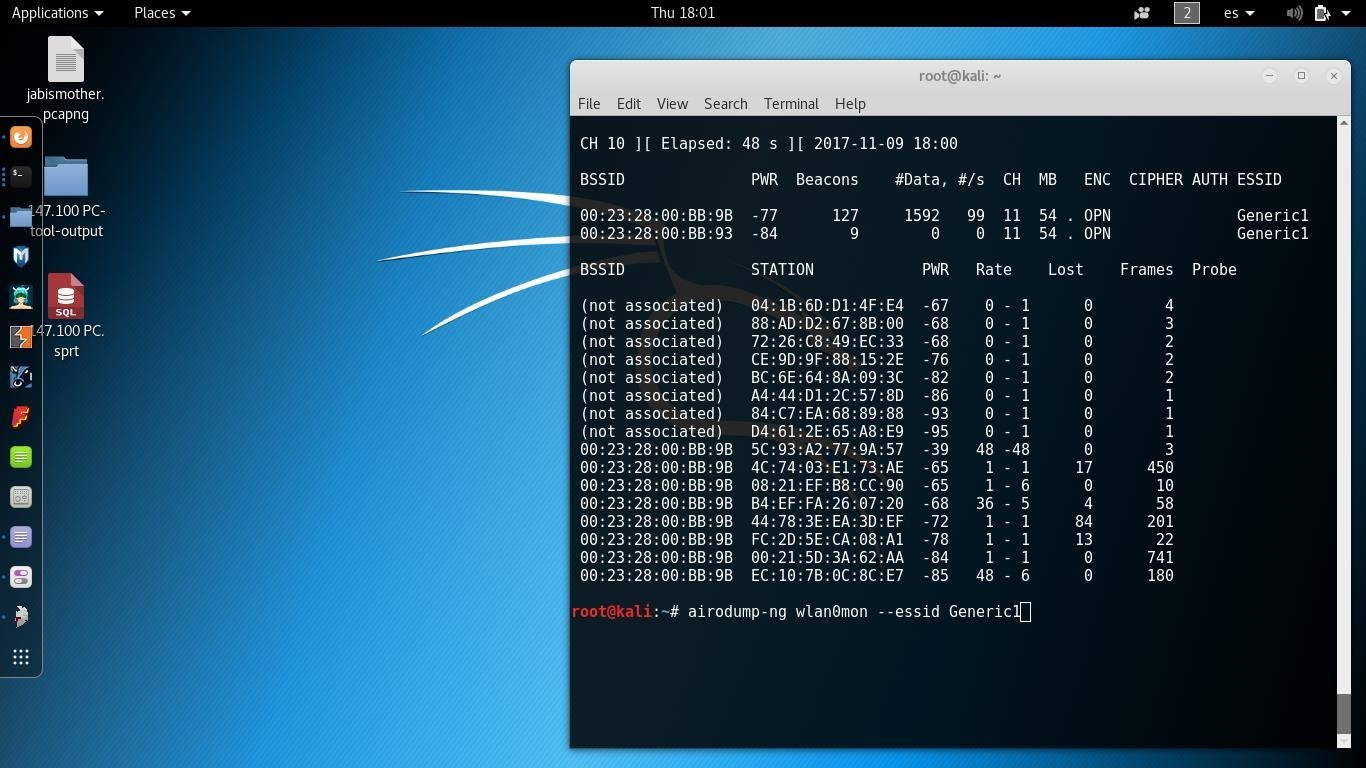 Applications Places Thu 18:01 2 es
jabismother.
pcapng
147.100 PC-
tool-output
SQL
147.100 PC.
sprt
root@kali: ~
File Edit View Search Terminal Help
CH 10 ][ Elapsed: 48 s ][ 2017-11-09 18:00
BSSID PWR Beacons #Data, #/s CH MB ENC CIPHER AUTH ESSID
00:23:28:00:BB:9B -77 127 1592 99 11 54 . OPN Generic1
00:23:28:00:BB:93 -84 9 0 0 11 54 . OPN Generic1
BSSID STATION PWR Rate Lost Frames Probe
(not associated) 04:1B:6D:D1:4F:E4 -67 0 - 1 0 4
(not associated) 88:AD:D2:67:8B:00 -68 0 - 1 0 3
(not associated) 72:26:C8:49:EC:33 -68 0 - 1 0 2
(not associated) CE:9D:9F:88:15:2E -76 0 - 1 0 2
(not associated) BC:6E:64:8A:09:3C -82 0 - 1 0 2
(not associated) A4:44:D1:2C:57:8D -86 0 - 1 0 1
(not associated) 84:C7:EA:68:89:88 -93 0 - 1 0 1
(not associated) D4:61:2E:65:A8:E9 -95 0 - 1 0 1
00:23:28:00:BB:9B 5C:93:A2:77:9A:57 -39 48 -48 0 3
00:23:28:00:BB:9B 4C:74:03:E1:73:AE -65 1 - 1 17 450
00:23:28:00:BB:9B 08:21:EF:B8:CC:90 -65 1 - 6 0 10
00:23:28:00:BB:9B B4:EF:FA:26:07:20 -68 36 - 5 4 58
00:23:28:00:BB:9B 44:78:3E:EA:3D:EF -72 1 - 1 84 201
00:23:28:00:BB:9B FC:2D:5E:CA:08:A1 -78 1 - 1 13 22
00:23:28:00:BB:9B 00:21:5D:3A:62:AA -84 1 - 1 0 741
00:23:28:00:BB:9B EC:10:7B:0C:8C:E7 -85 48 - 6 0 180
root@kali:~# airodump-ng wlan0mon --essid Generic1